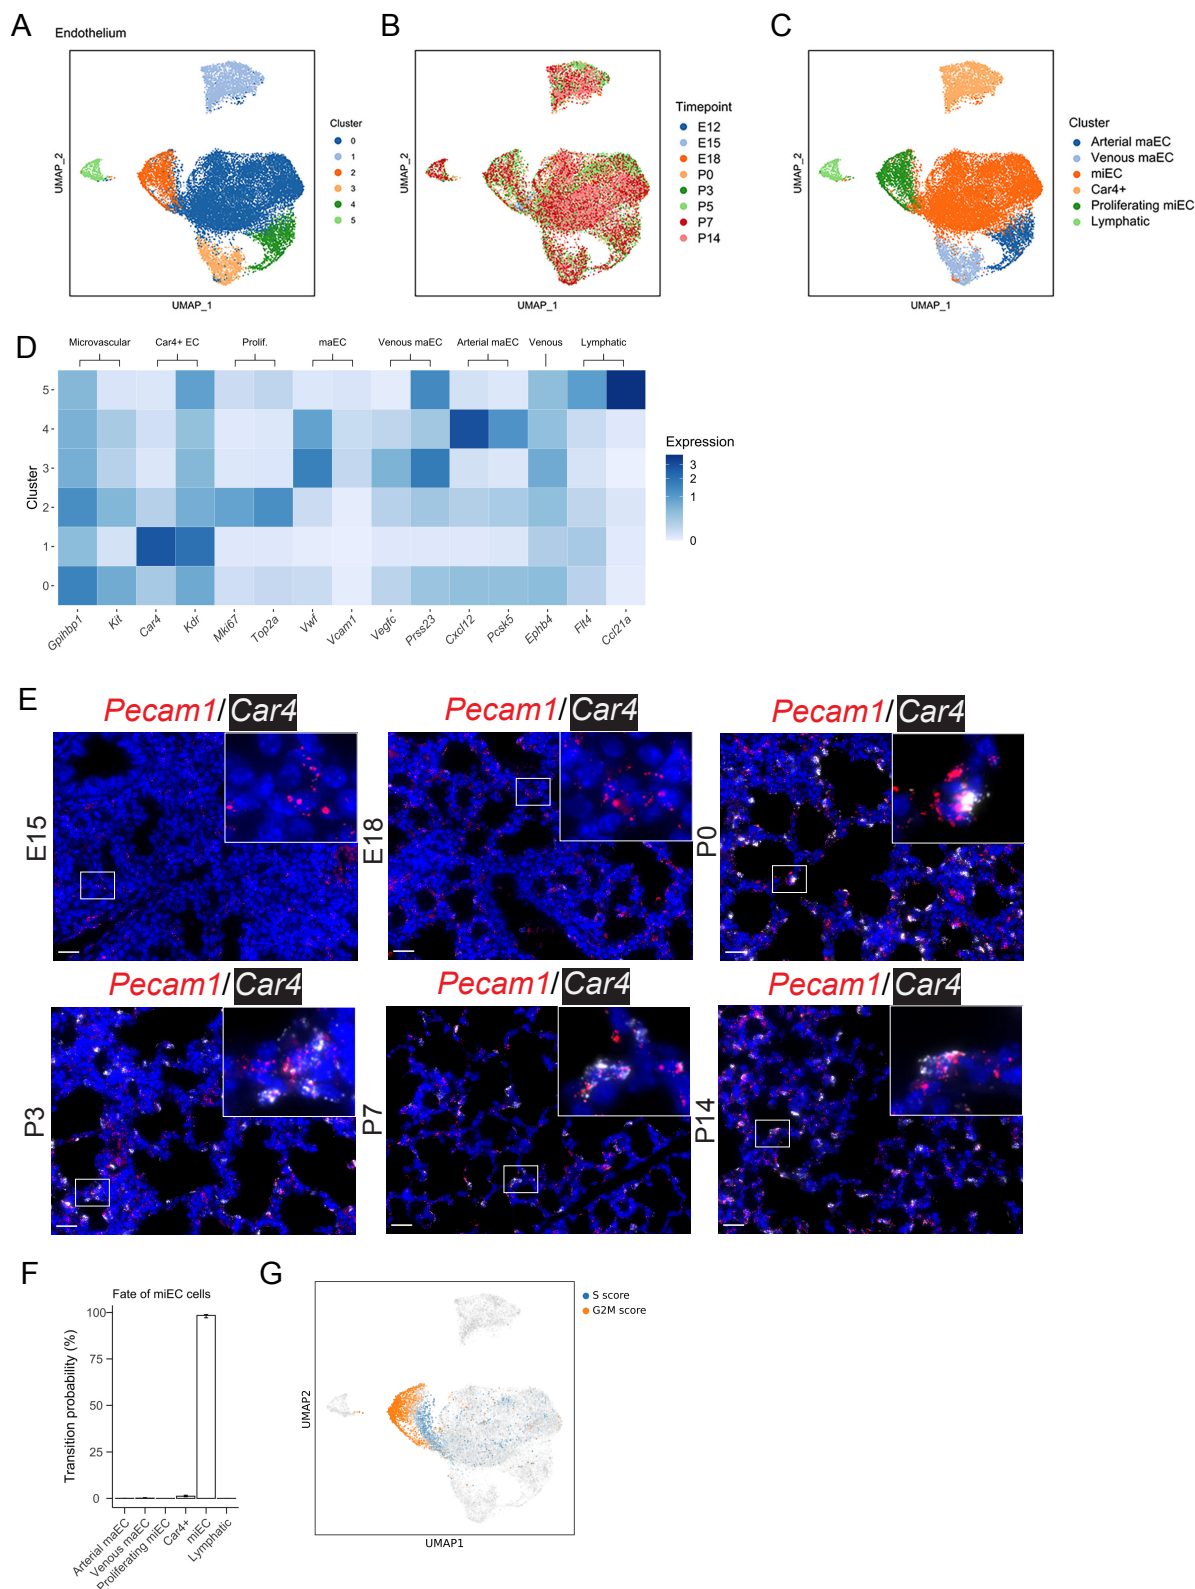 A
Endothelium
UMAP_2
UMAP_1
Cluster
0
1
2
3
4
5
B
UMAP_2
UMAP_1
Timepoint
E12
E15
E18
P0
P3
P5
P7
P14
C
UMAP_2
UMAP_1
Cluster
Arterial maEC
Venous maEC
miEC
Car4+
Proliferating miEC
Lymphatic
D
Microvascular Car4+ EC Prolif. maEC Venous maEC Arterial maEC Venous Lymphatic
Cluster
5
4
3
2
1
0
Gpihbp1 Kit Car4 Kdr Mki67 Top2a Vwf Vcam1 Vegfc Prss23 Cxcl12 Pcsk5 Ephb4 Flt4 Ccl21a
Expression
3
2
1
0
E
Pecam1/Car4 Pecam1/Car4 Pecam1/Car4
E15 E18 P0
Pecam1/Car4 Pecam1/Car4 Pecam1/Car4
P3 P7 P14
F
Fate of miEC cells
Transition probability (%)
100
75
50
25
0
Arterial maEC
Venous maEC
Proliferating miEC
Car4+
miEC
Lymphatic
G
S score
G2M score
UMAP2
UMAP1